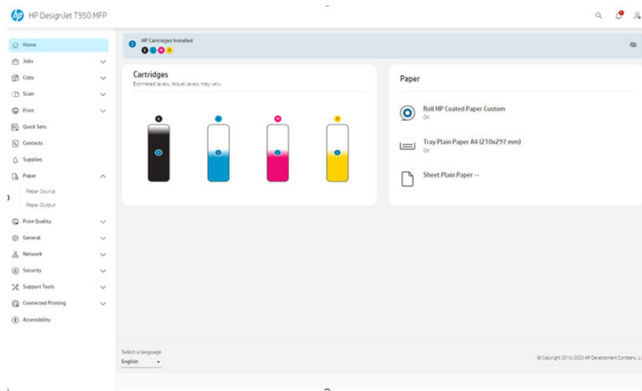 hp HP DesignJet T950 MFP
Home
Jobs
Copy
Scan
Print
Quick Sets
Contacts
Supplies
Paper
Paper Source
Paper Output
Print Quality
General
Network
Security
Support Tools
Connected Printing
Accessibility
HP Cartridges Installed
Cartridges
Estimated levels. Actual levels may vary.
Paper
Roll HP Coated Paper Custom
OK
Tray Plain Paper A4 (210x297 mm)
OK
Sheet Plain Paper --
Select a language
English
© Copyright 2010-2023 HP Development Company, L.